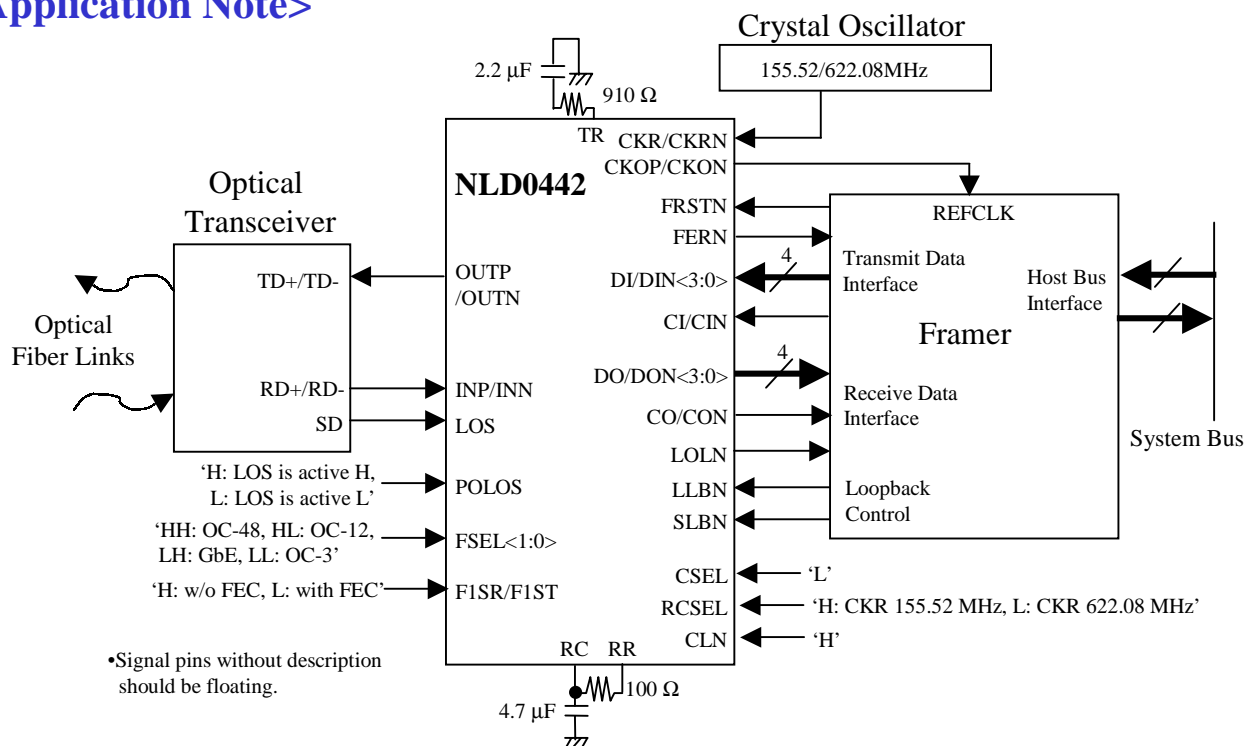 Application Note>
Crystal Oscillator
155.52/622.08MHz
2.2 µF
910 Ω
TR
CKR/CKRN
CKOP/CKON
NLD0442
Optical
Transceiver
FRSTN
REFCLK
FERN
TD+/TD-
OUTP
/OUTN
DI/DIN<3:0>
4
Transmit Data
Interface
Host Bus
Interface
CI/CIN
Framer
Optical
Fiber Links
DO/DON<3:0>
4
RD+/RD-
INP/INN
Receive Data
Interface
SD
LOS
CO/CON
System Bus
LOLN
‘H: LOS is active H,
L: LOS is active L’
POLOS
LLBN
Loopback
Control
SLBN
‘HH: OC-48, HL: OC-12,
LH: GbE, LL: OC-3’
FSEL<1:0>
CSEL
‘L’
‘H: w/o FEC, L: with FEC’
F1SR/F1ST
RCSEL
‘H: CKR 155.52 MHz, L: CKR 622.08 MHz’
CLN
‘H’
RC RR
•Signal pins without description
should be floating.
100 Ω
4.7 µF